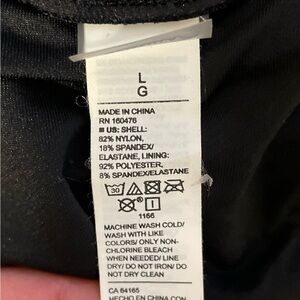 L
G
MADE IN CHINA
RN 160476
US: SHELL:
82% NYLON,
18% SPANDEX/
ELASTANE, LINING:
92% POLYESTER,
8% SPANDEX/ELASTANE
30
1166
MACHINE WASH COLD/
WASH WITH LIKE
COLORS/ ONLY NON-
CHLORINE BLEACH
WHEN NEEDED/ LINE
DRY/ DO NOT IRON/ DO
NOT DRY CLEAN
CA 64165
HECHO EN CHINA CON